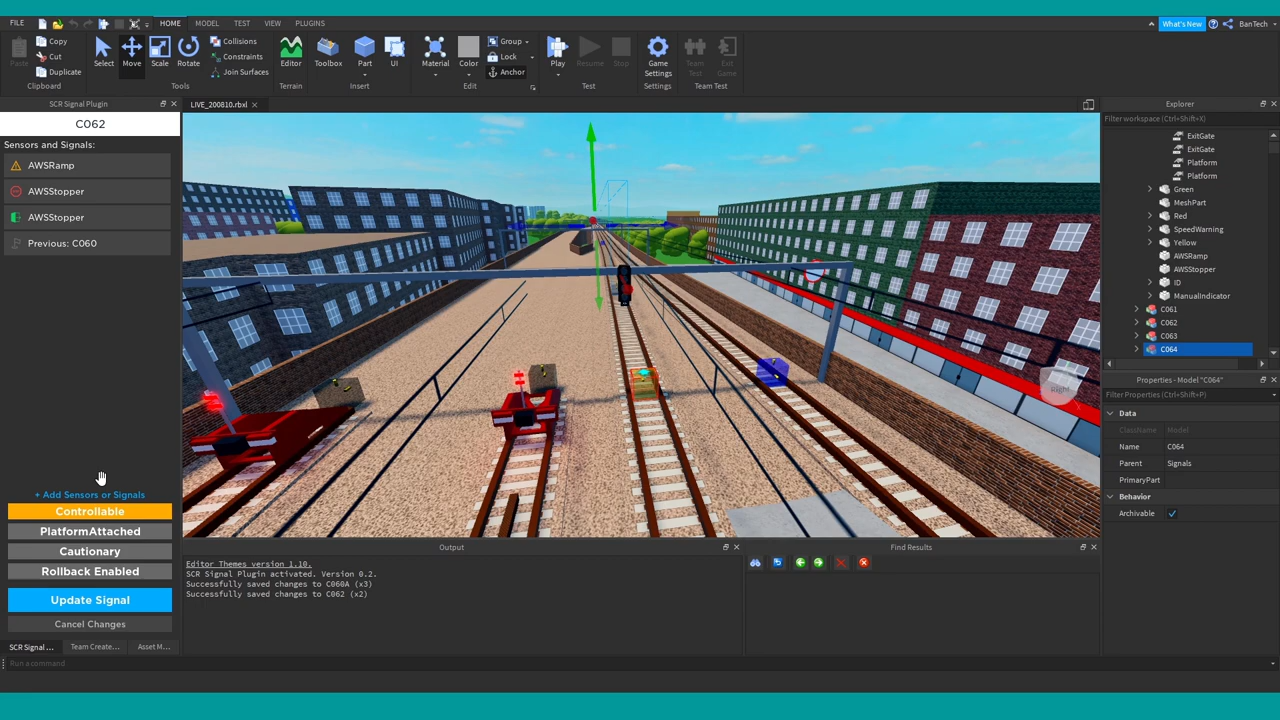 FILE
HOME
MODEL
TEST
VIEW
PLUGINS
What's New
BanTech
Paste
Copy
Cut
Duplicate
Clipboard
Select
Move
Scale
Rotate
Collisions
Constraints
Join Surfaces
Tools
Editor
Terrain
Toolbox
Part
UI
Insert
Material
Color
Group
Lock
Anchor
Edit
Play
Resume
Stop
Test
Game Settings
Settings
Team Test
Exit Game
Team Test
SCR Signal Plugin
C062
Sensors and Signals:
AWSRamp
AWSStopper
AWSStopper
Previous: C060
+ Add Sensors or Signals
Controllable
PlatformAttached
Cautionary
Rollback Enabled
Update Signal
Cancel Changes
SCR Signal ...
Team Create...
Asset M...
Run a command
LIVE_200810.rbxl
Right
Output
Editor Themes version 1.10.
SCR Signal Plugin activated. Version 0.2.
Successfully saved changes to C060A (x3)
Successfully saved changes to C062 (x2)
Find Results
Explorer
Filter workspace (Ctrl+Shift+X)
ExitGate
ExitGate
Platform
Platform
Green
MeshPart
Red
SpeedWarning
Yellow
AWSRamp
AWSStopper
ID
ManualIndicator
C061
C062
C063
C064
Properties - Model "C064"
Filter Properties (Ctrl+Shift+P)
Data
ClassName Model
Name C064
Parent Signals
PrimaryPart
Behavior
Archivable